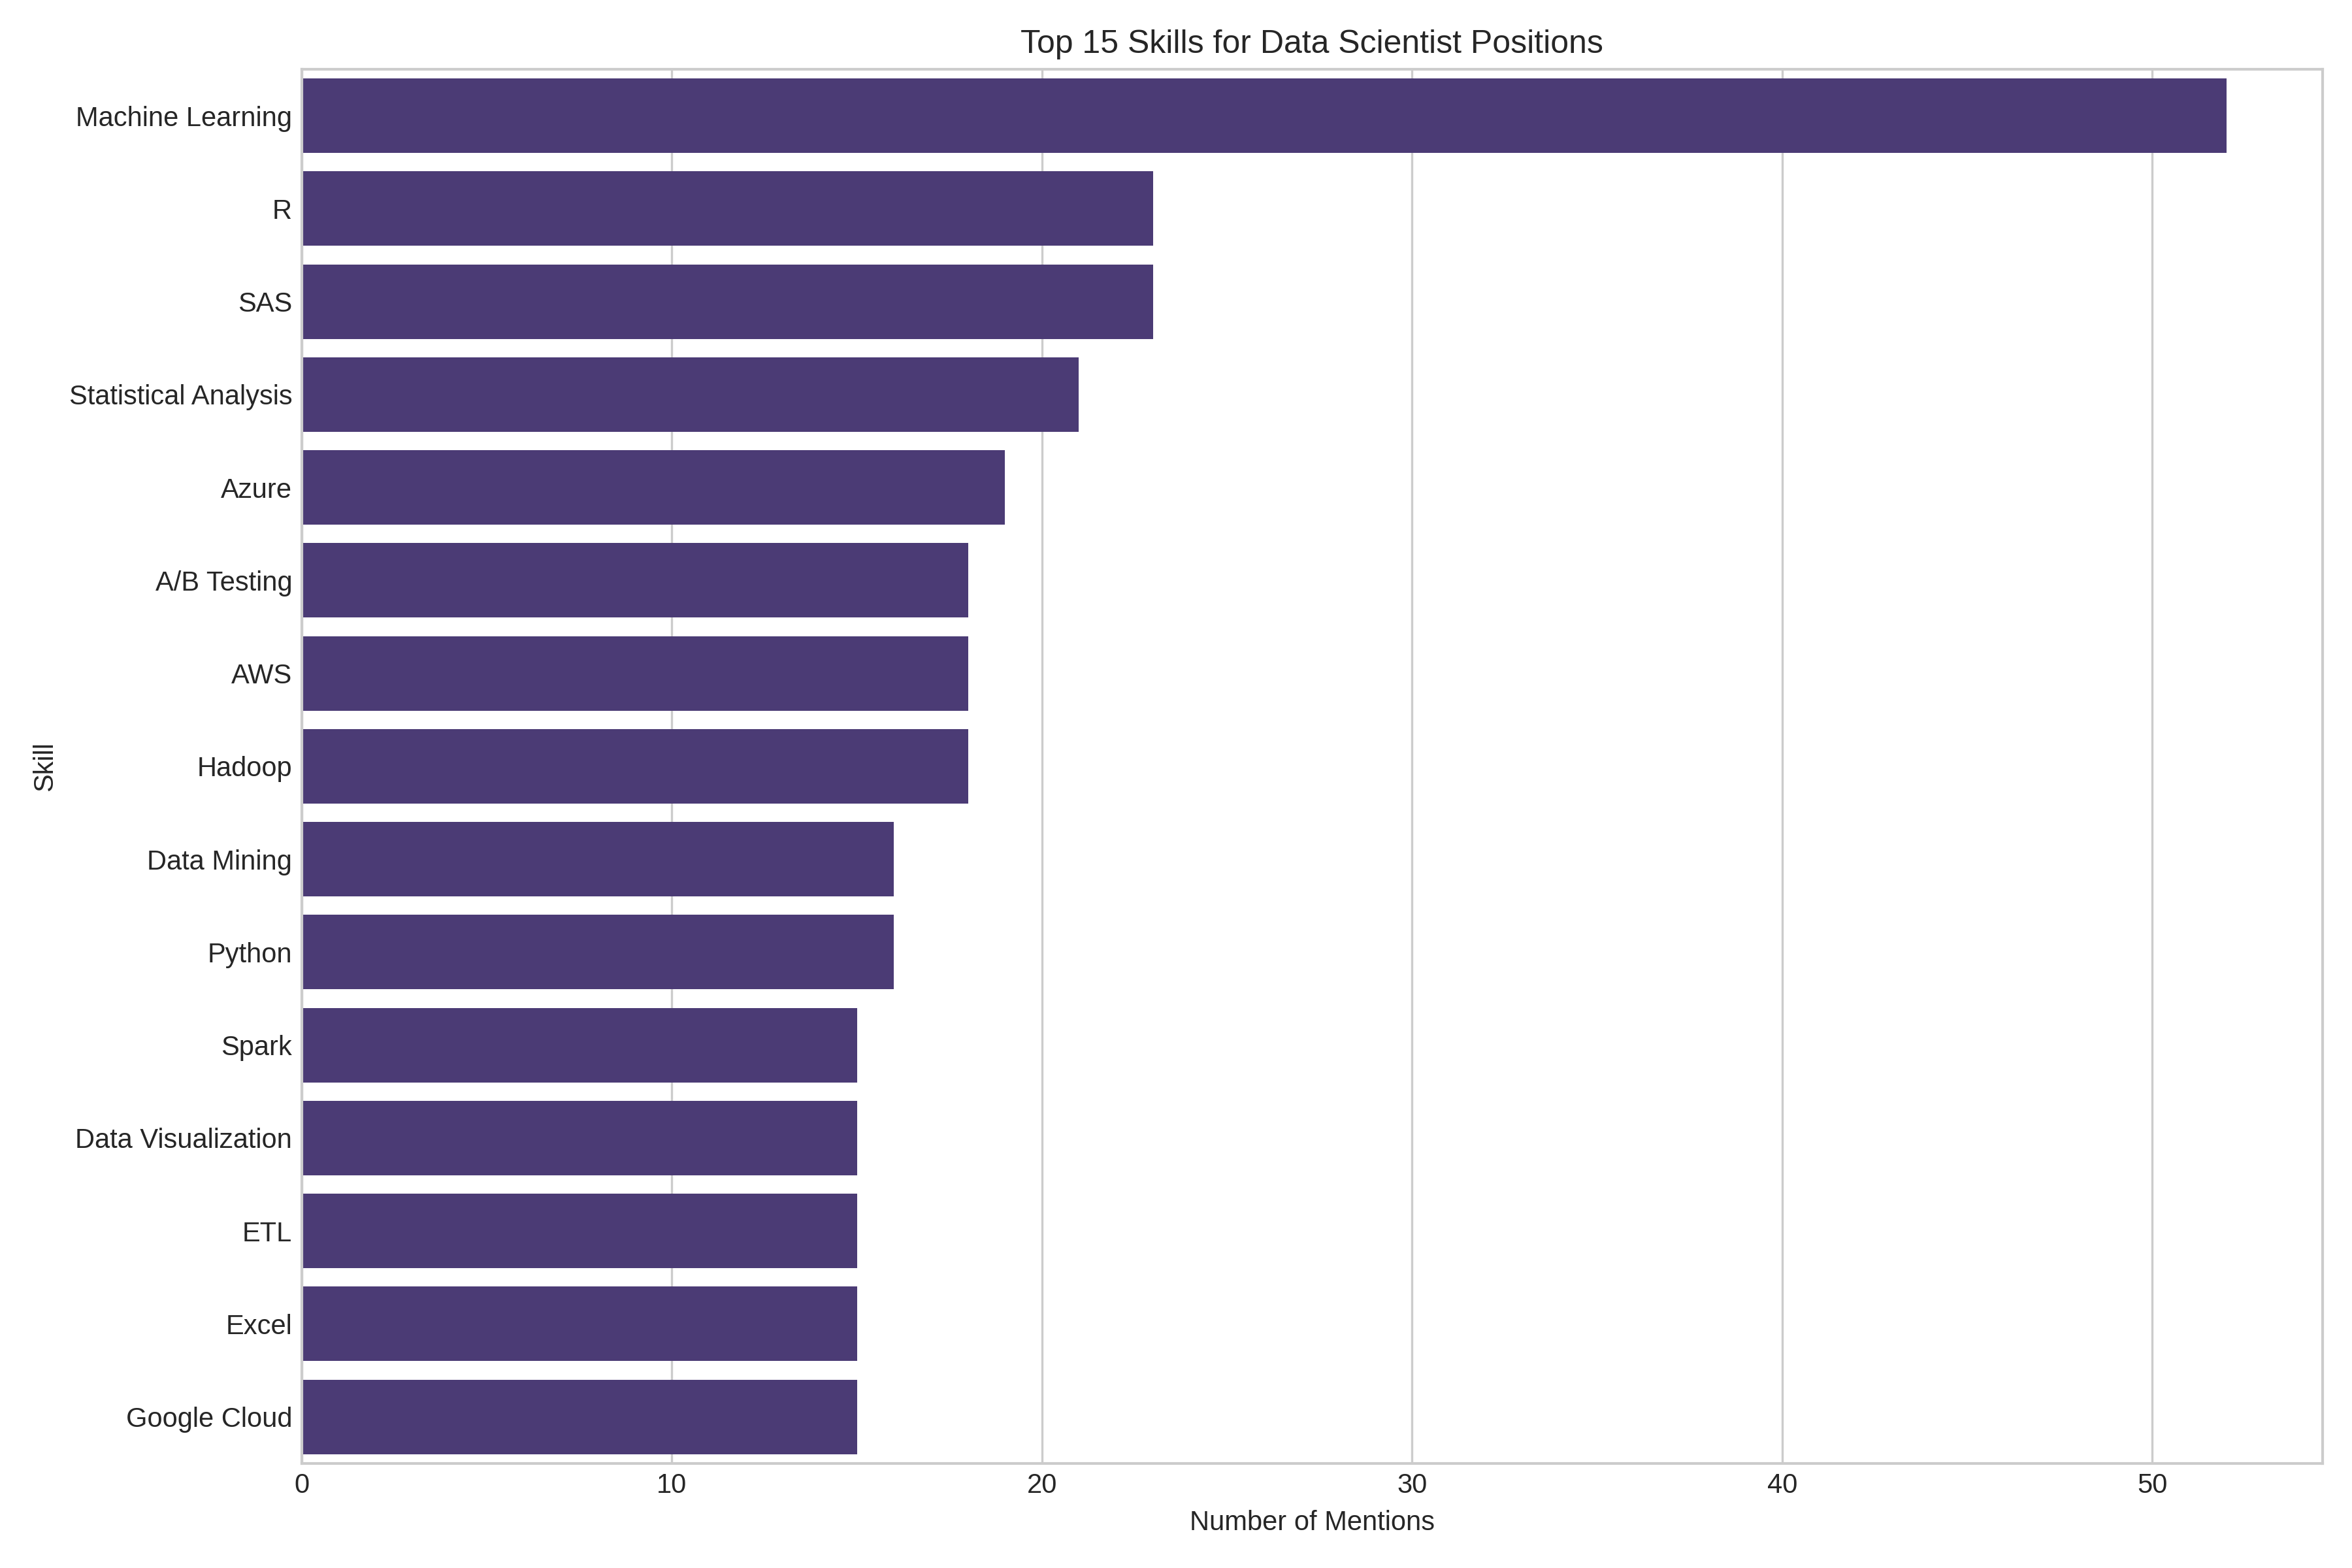 Top 15 Skills for Data Scientist Positions
Machine Learning
R
SAS
Statistical Analysis
Azure
A/B Testing
AWS
Hadoop
Data Mining
Python
Spark
Data Visualization
ETL
Excel
Google Cloud
Skill
0 10 20 30 40 50
Number of Mentions